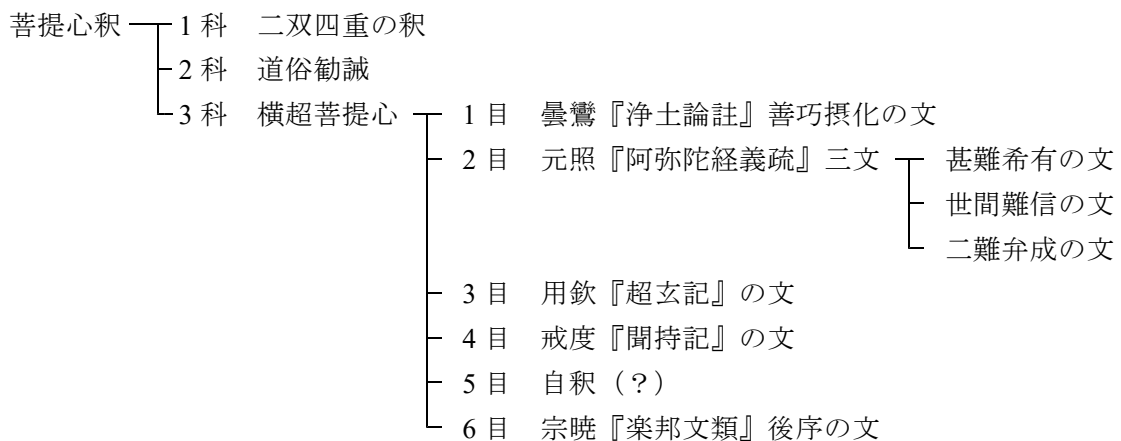 菩提心釈 1科 二双四重の釈
2科 道俗勧誡
3科 横超菩提心 1目 曇鸞『浄土論註』善巧摂化の文
2目 元照『阿弥陀経義疏』三文 甚難希有の文
世間難信の文
二難弁成の文
3目 用欽『超玄記』の文
4目 戒度『聞持記』の文
5目 自釈（？）
6目 宗暁『楽邦文類』後序の文